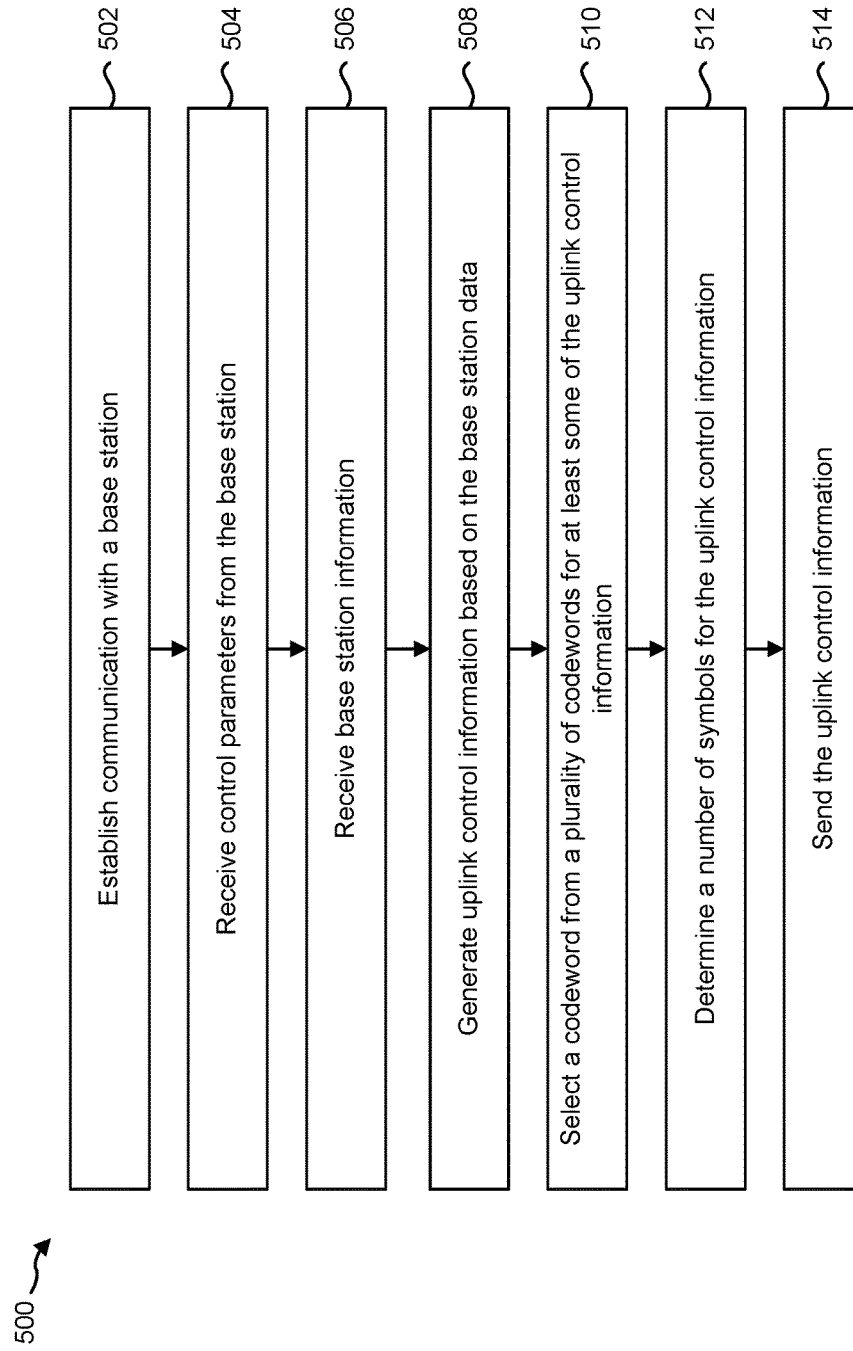 500
Establish communication with a base station
502
Receive control parameters from the base station
504
Receive base station information
506
Generate uplink control information based on the base station data
508
Select a codeword from a plurality of codewords for at least some of the uplink control
information
510
Determine a number of symbols for the uplink control information
512
Send the uplink control information
514